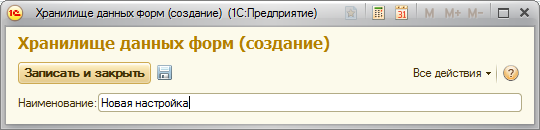 Хранилище данных форм (создание) (1С:Предприятие)
M M+ M-
Хранилище данных форм (создание)
Записать и закрыть
Все действия
Наименование: Новая настройка